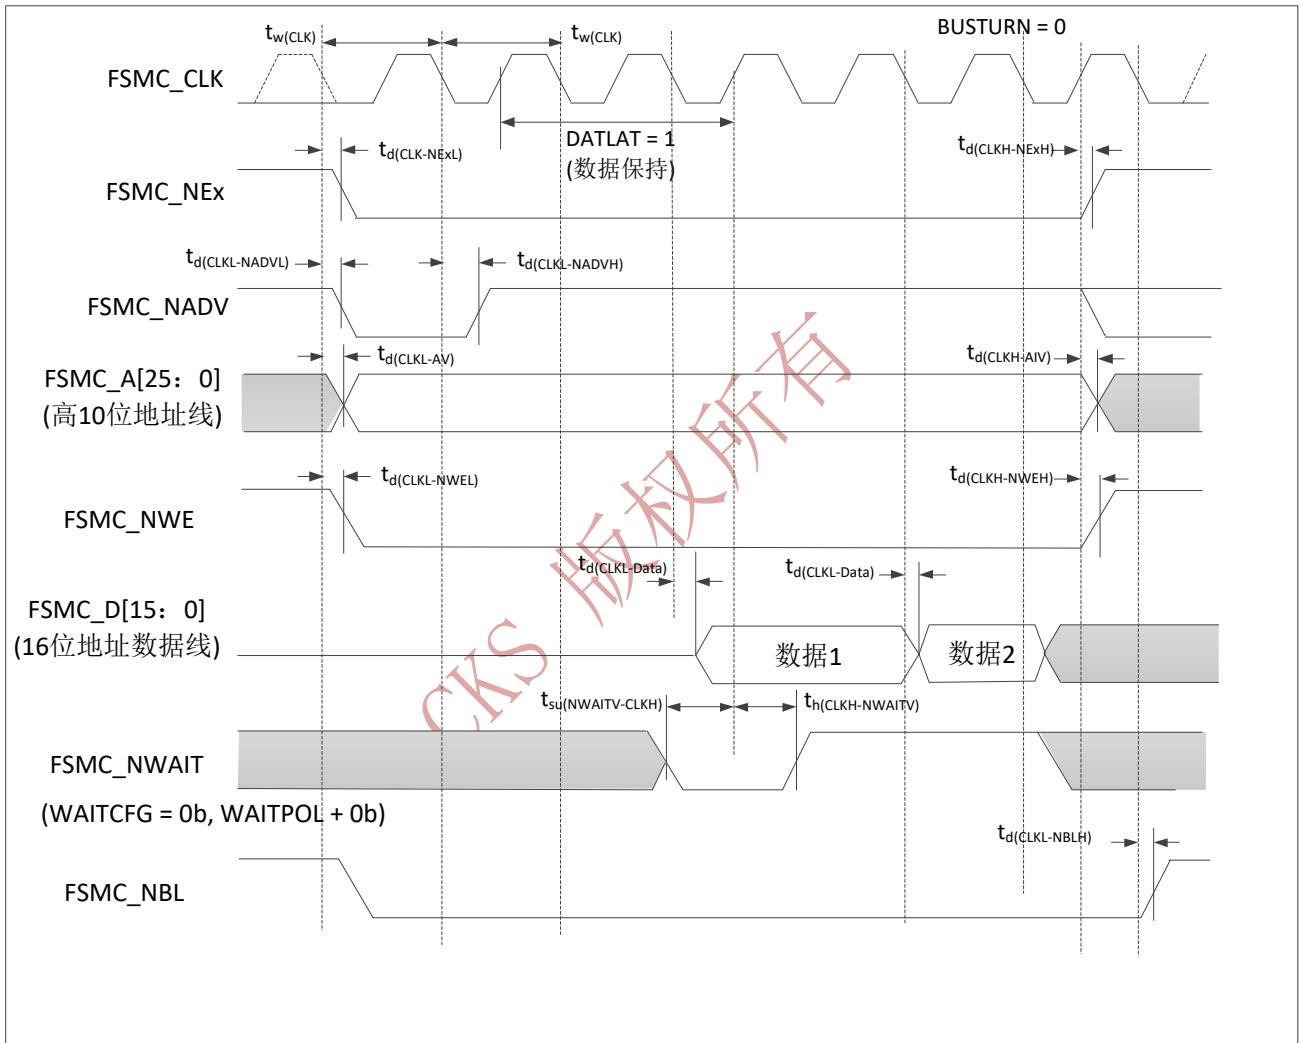 BUSTURN = 0
tw(CLK)
tw(CLK)
FSMC_CLK
DATLAT = 1
(数据保持)
td(CLK-NExL)
td(CLKH-NExH)
FSMC_NEx
td(CLKL-NADVL)
td(CLKL-NADVH)
FSMC_NADV
td(CLKL-AV)
td(CLKH-AIV)
FSMC_A[25：0]
(高10位地址线)
td(CLKL-NWEL)
td(CLKH-NWEH)
FSMC_NWE
td(CLKL-Data)
td(CLKL-Data)
FSMC_D[15：0]
(16位地址数据线)
数据1
数据2
tsu(NWAITV-CLKH)
th(CLKH-NWAITV)
FSMC_NWAIT
(WAITCFG = 0b, WAITPOL + 0b)
td(CLKL-NBLH)
FSMC_NBL
CKS 版权所有